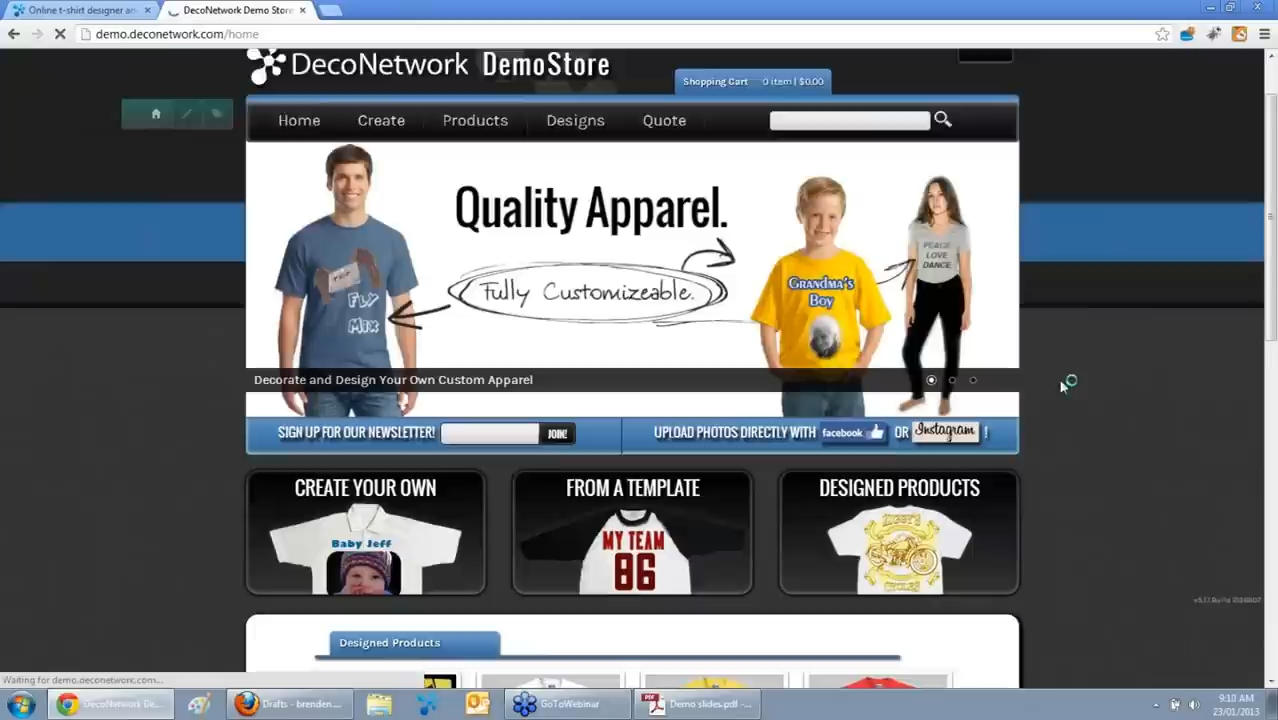 Online t-shirt designer an
DecoNetwork Demo Store
demo.deconetwork.com/home
DecoNetwork DemoStore
Shopping Cart 0 item | $0.00
Home Create Products Designs Quote
Quality Apparel.
Fully Customizeable.
FLY
MIX
GRANDMA'S
BOY
PEACE
LOVE
DANCE
Decorate and Design Your Own Custom Apparel
SIGN UP FOR OUR NEWSLETTER! JOIN! UPLOAD PHOTOS DIRECTLY WITH facebook OR Instagram !
CREATE YOUR OWN
FROM A TEMPLATE
DESIGNED PRODUCTS
Baby Jeff
MY TEAM
86
CYCLES
Designed Products
Waiting for demo.deconetwork.com...
DecoNetwork De...
Drafts - brenden...
GoToWebinar
Demo slides.pdf - ...
9:10 AM
23/01/2013